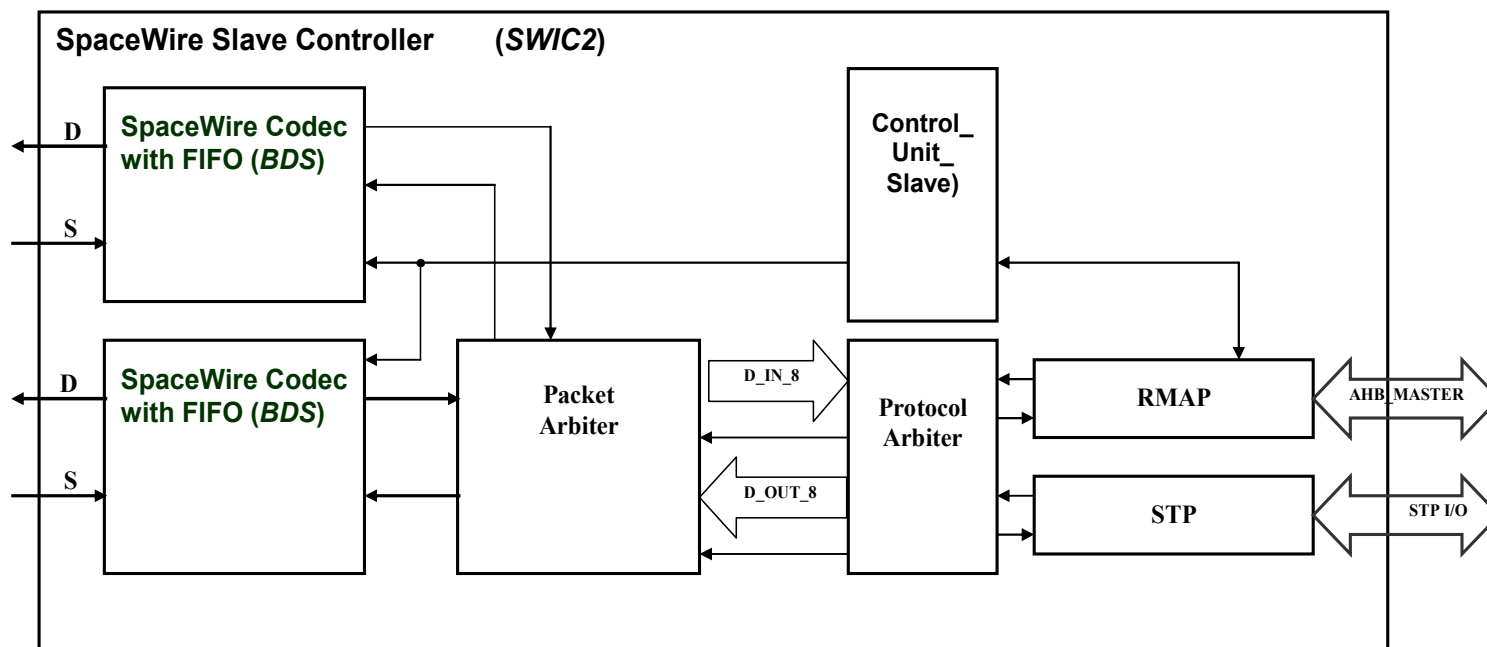 SpaceWire Slave Controller (SWIC2)
SpaceWire Codec
with FIFO (BDS)
D
S
Control_
Unit_
Slave)
SpaceWire Codec
with FIFO (BDS)
D
S
Packet
Arbiter
D_IN_8
D_OUT_8
Protocol
Arbiter
RMAP
AHB_MASTER
STP
STP I/O